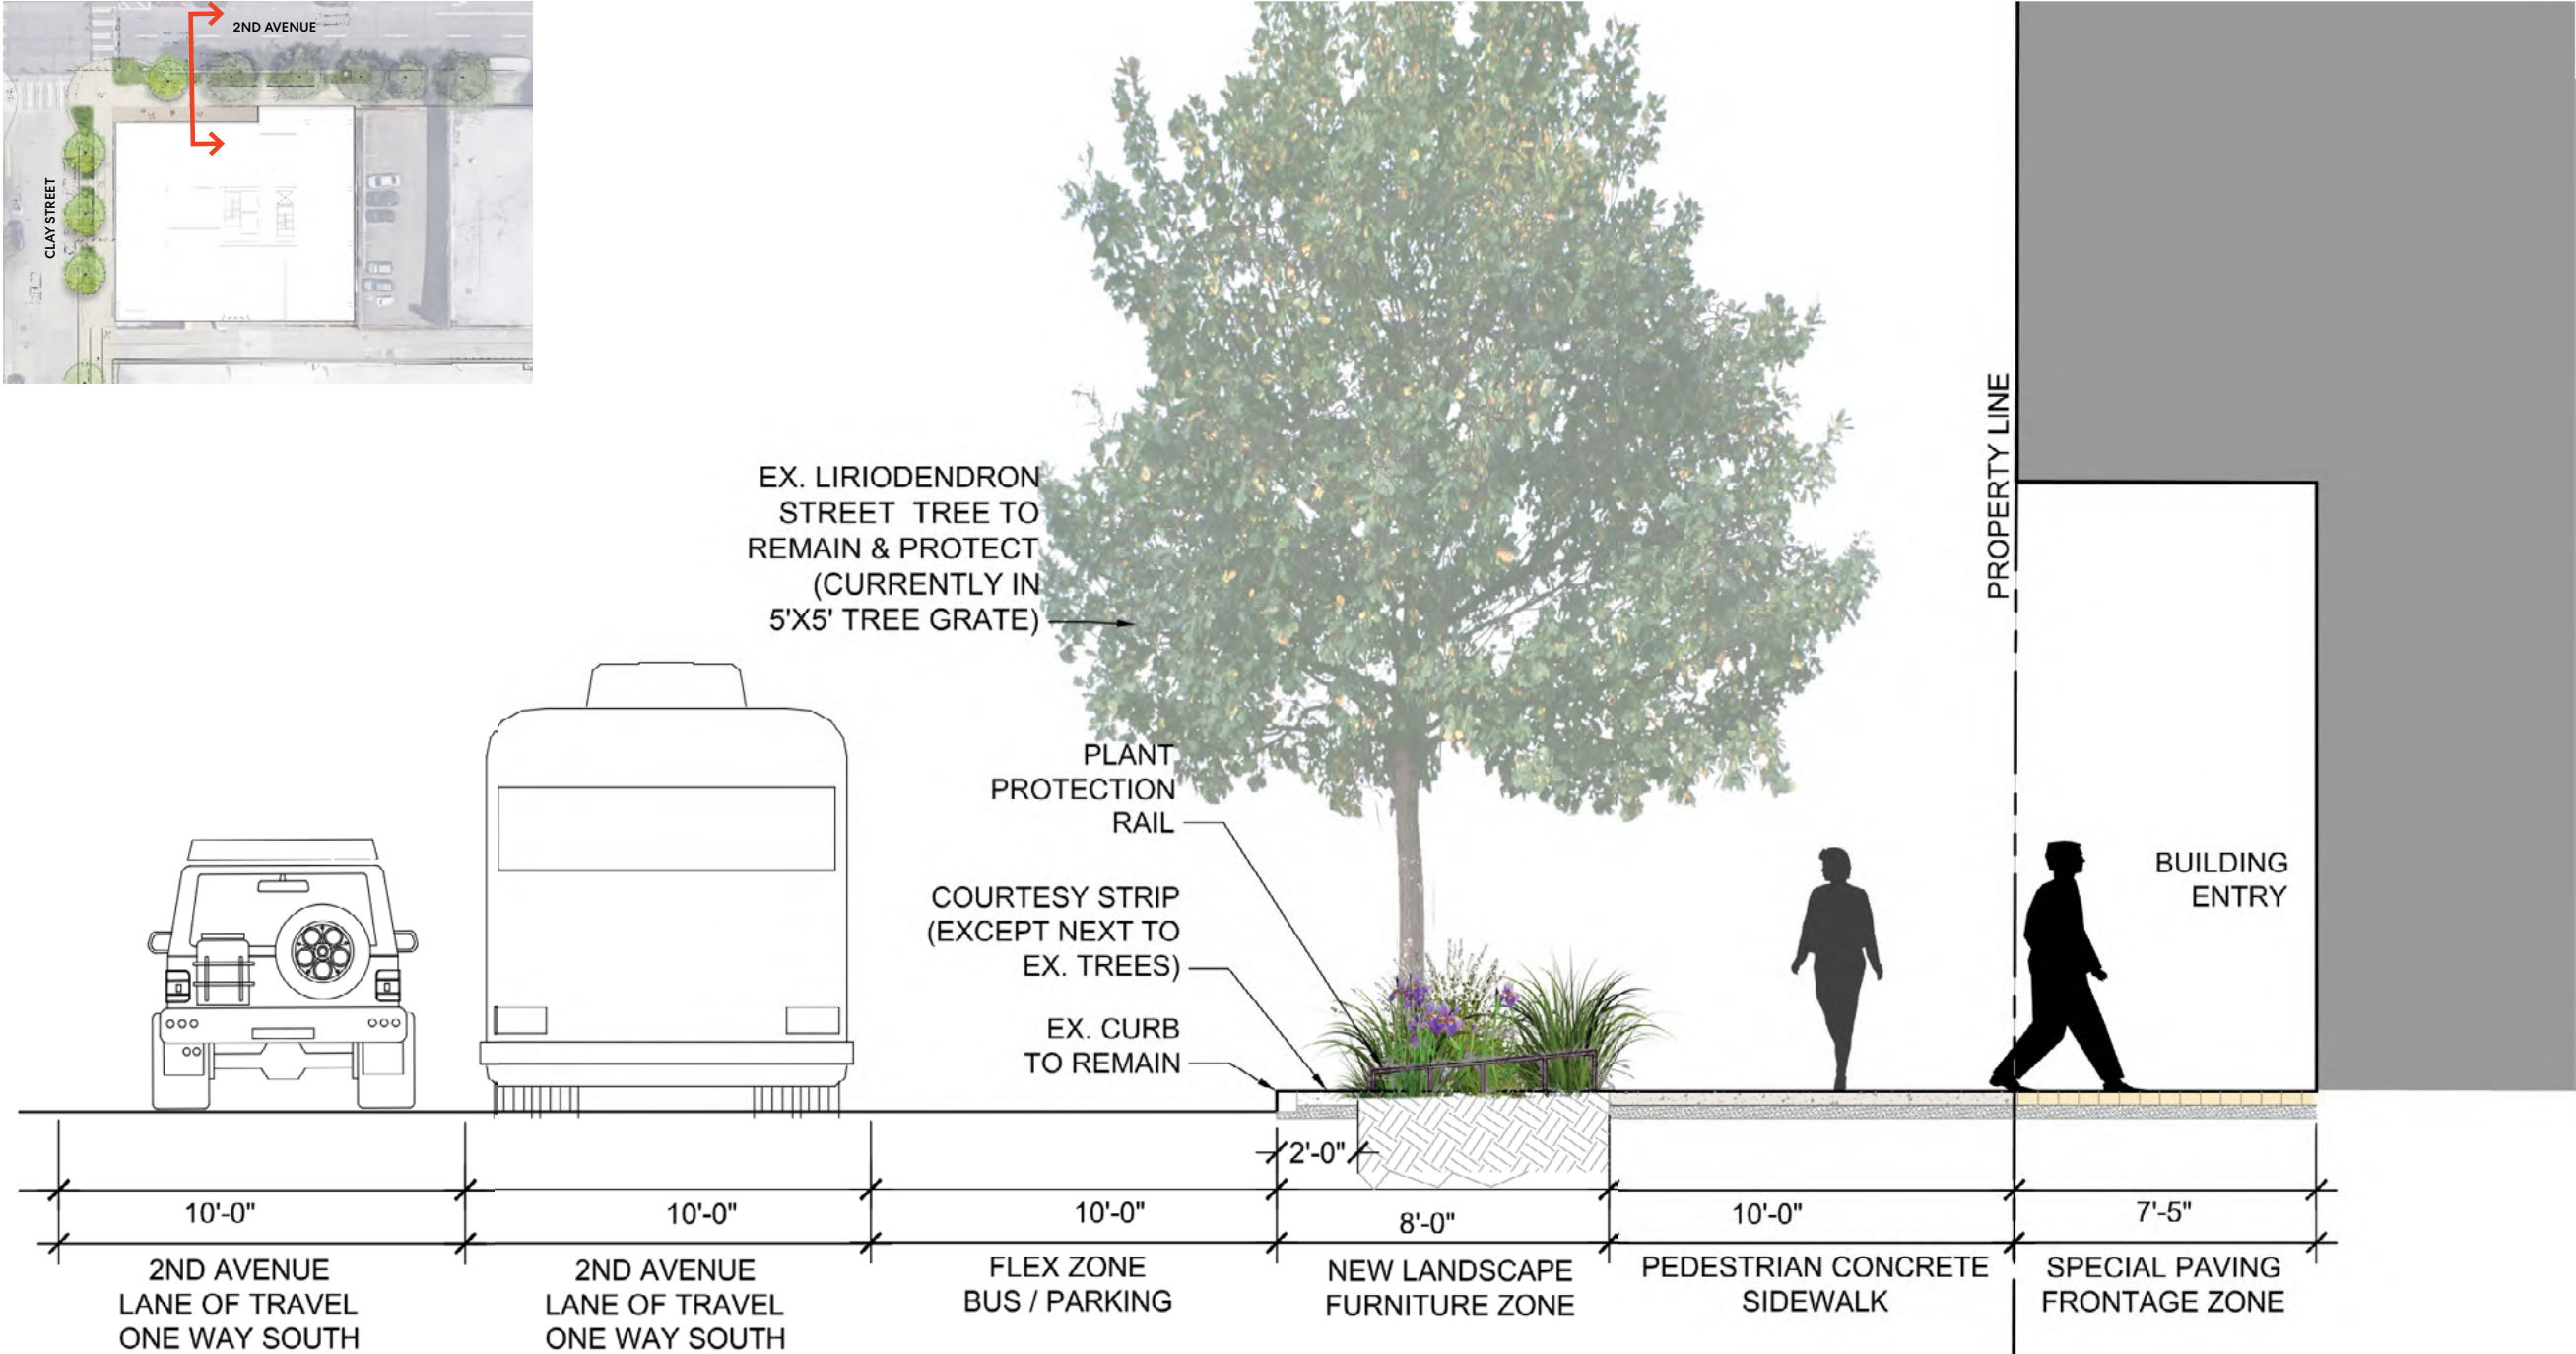 2ND AVENUE
CLAY STREET
EX. LIRIODENDRON
STREET TREE TO
REMAIN & PROTECT
(CURRENTLY IN
5'X5' TREE GRATE)
PROPERTY LINE
PLANT
PROTECTION
RAIL
COURTESY STRIP
(EXCEPT NEXT TO
EX. TREES)
EX. CURB
TO REMAIN
BUILDING
ENTRY
2'-0"
10'-0"
10'-0"
10'-0"
8'-0"
10'-0"
7'-5"
2ND AVENUE
LANE OF TRAVEL
ONE WAY SOUTH
2ND AVENUE
LANE OF TRAVEL
ONE WAY SOUTH
FLEX ZONE
BUS / PARKING
NEW LANDSCAPE
FURNITURE ZONE
PEDESTRIAN CONCRETE
SIDEWALK
SPECIAL PAVING
FRONTAGE ZONE